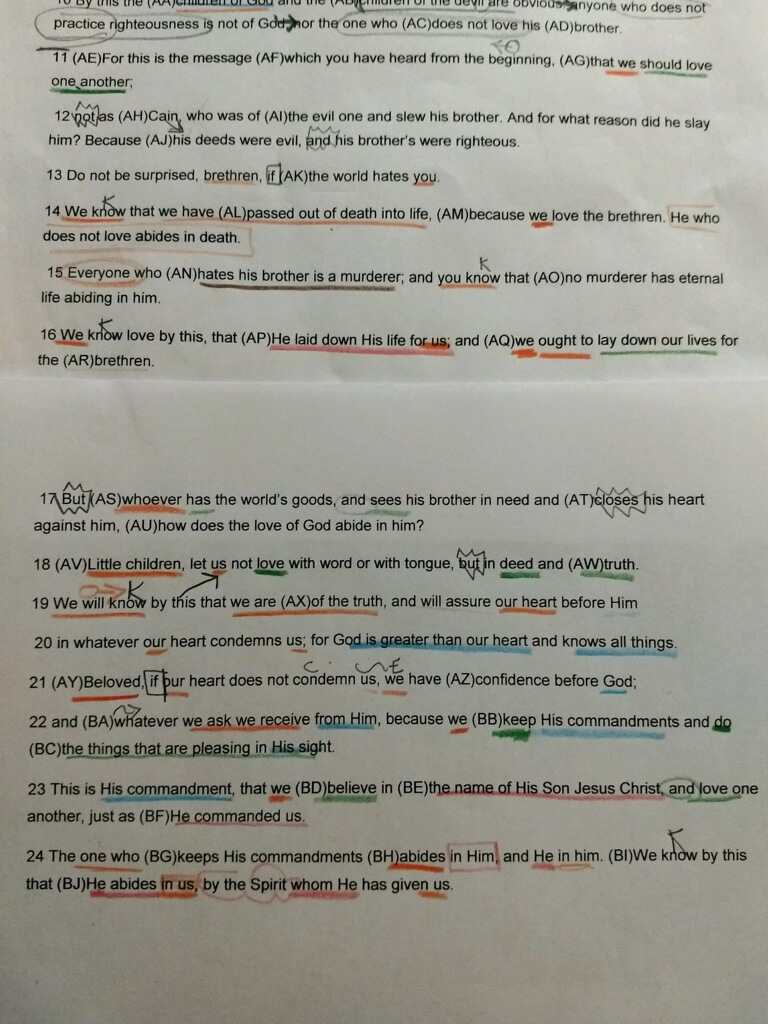 10 By this the (AA)children of God and the (AB)children of the devil are obvious: anyone who does not
practice righteousness is not of God, nor the one who (AC)does not love his (AD)brother.
11 (AE)For this is the message (AF)which you have heard from the beginning, (AG)that we should love
one another;
12 not as (AH)Cain, who was of (AI)the evil one and slew his brother. And for what reason did he slay
him? Because (AJ)his deeds were evil, and his brother's were righteous.
13 Do not be surprised, brethren, if (AK)the world hates you.
K
14 We know that we have (AL)passed out of death into life, (AM)because we love the brethren. He who
does not love abides in death.
K
15 Everyone who (AN)hates his brother is a murderer; and you know that (AO)no murderer has eternal
life abiding in him.
K
16 We know love by this, that (AP)He laid down His life for us; and (AQ)we ought to lay down our lives for
the (AR)brethren.
17 But (AS)whoever has the world's goods, and sees his brother in need and (AT)closes his heart
against him, (AU)how does the love of God abide in him?
18 (AV)Little children, let us not love with word or with tongue, but in deed and (AW)truth.
K
19 We will know by this that we are (AX)of the truth, and will assure our heart before Him
20 in whatever our heart condemns us; for God is greater than our heart and knows all things.
21 (AY)Beloved, if our heart does not condemn us, we have (AZ)confidence before God;
22 and (BA)whatever we ask we receive from Him, because we (BB)keep His commandments and do
(BC)the things that are pleasing in His sight.
23 This is His commandment, that we (BD)believe in (BE)the name of His Son Jesus Christ, and love one
another, just as (BF)He commanded us.
K
24 The one who (BG)keeps His commandments (BH)abides in Him, and He in him. (BI)We know by this
that (BJ)He abides in us, by the Spirit whom He has given us.